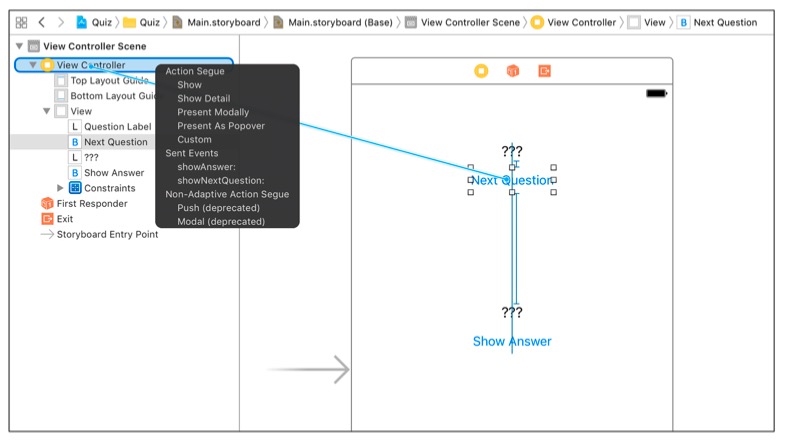 Quiz Quiz Main.storyboard Main.storyboard (Base) View Controller Scene View Controller View B Next Question
View Controller Scene
View Controller
Top Layout Guide
Bottom Layout
View
L Question Label
B Next Question
L ???
B Show Answer
Constraints
First Responder
Exit
Storyboard Entry Point
Action Segue
Show
Show Detail
Present Modally
Present As Popover
Custom
Sent Events
showAnswer:
showNextQuestion:
Non-Adaptive Action Segue
Push (deprecated)
Modal (deprecated)
???
Next Question
???
Show Answer